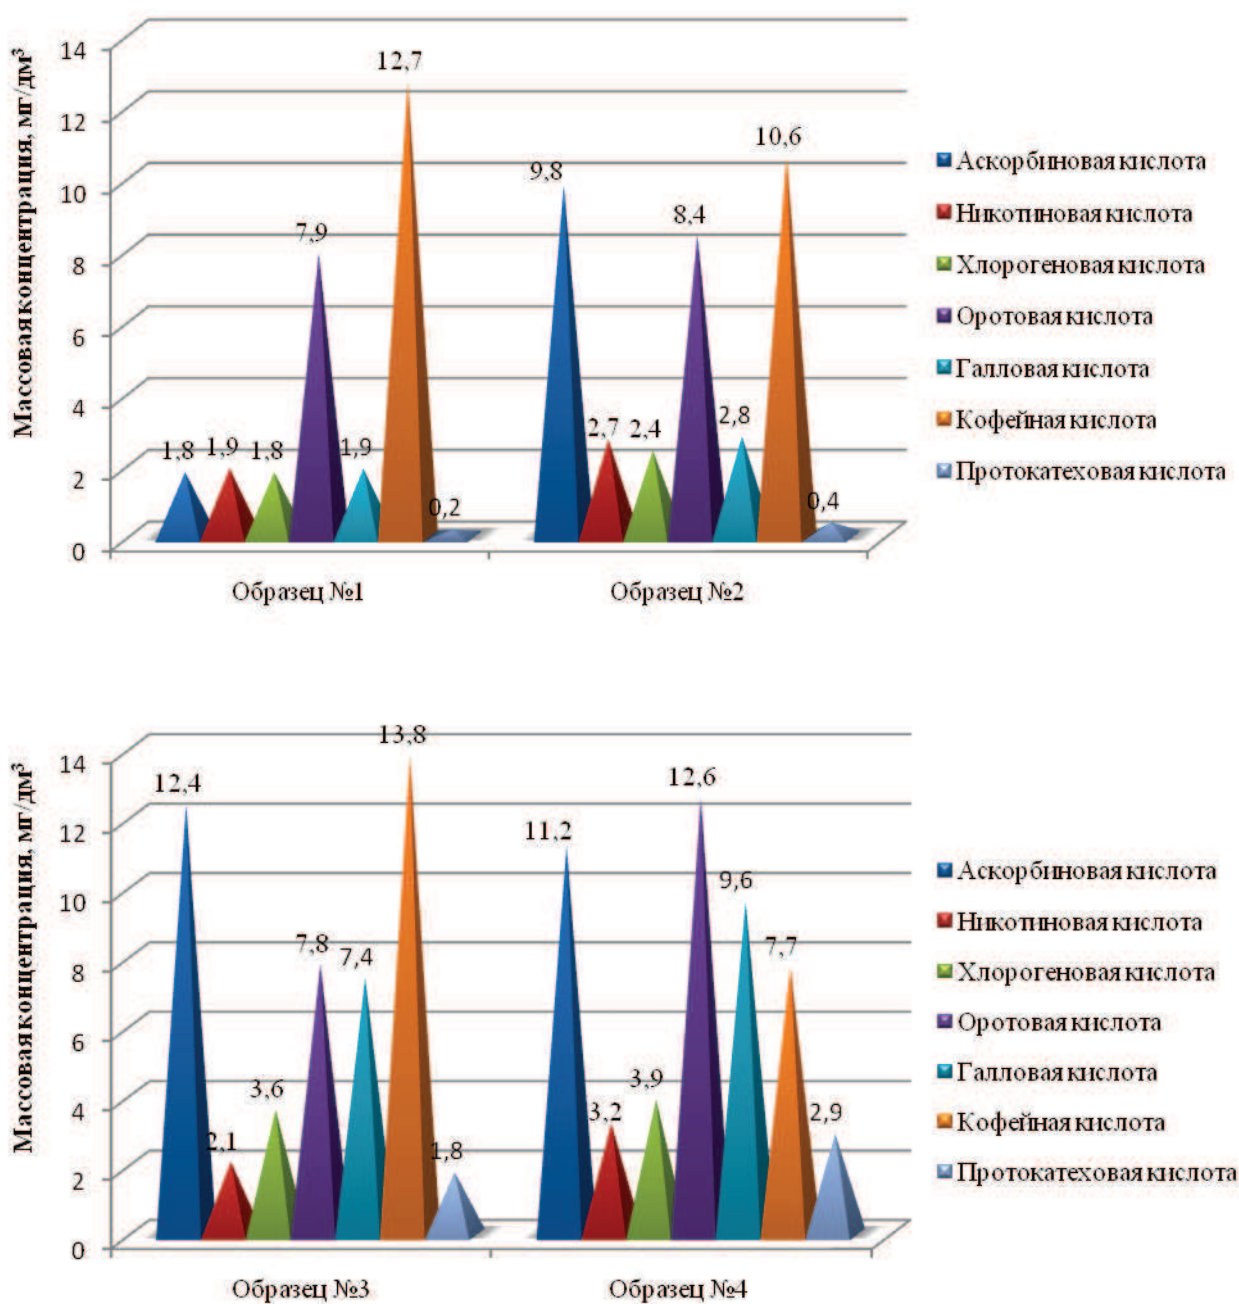 Массовая концентрация, мг/дм³
14
12
10
8
6
4
2
0
12,7
10,6
9,8
8,4
7,9
2,8
2,7
2,4
1,8
1,9
1,8
1,9
0,2
0,4
Образец №1
Образец №2
Аскорбиновая кислота
Никотиновая кислота
Хлорогеновая кислота
Оротовая кислота
Галловая кислота
Кофейная кислота
Протокатеховая кислота
Массовая концентрация, мг/дм³
14
12
10
8
6
4
2
0
13,8
12,4
12,6
11,2
9,6
7,8
7,4
7,7
3,6
3,9
2,1
3,2
2,9
1,8
Образец №3
Образец №4
Аскорбиновая кислота
Никотиновая кислота
Хлорогеновая кислота
Оротовая кислота
Галловая кислота
Кофейная кислота
Протокатеховая кислота